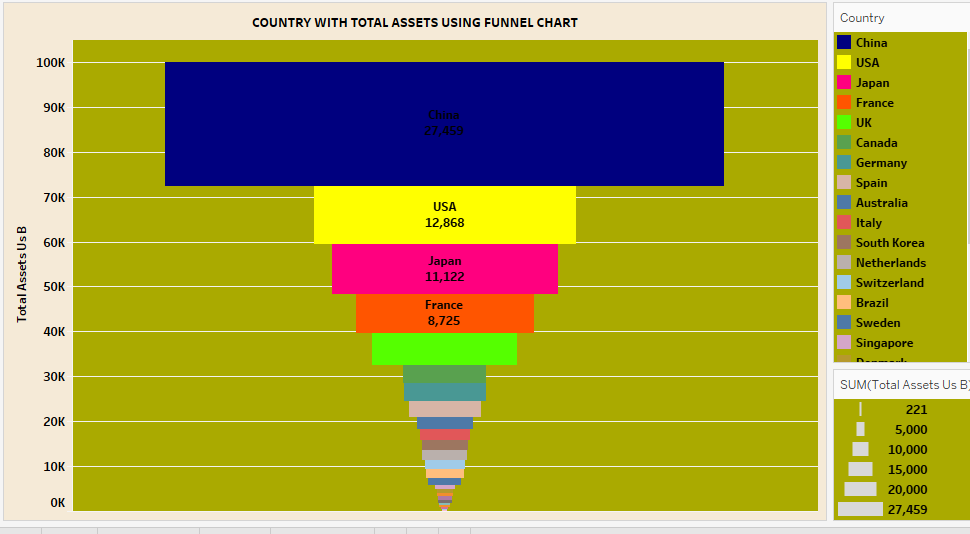 COUNTRY WITH TOTAL ASSETS USING FUNNEL CHART
Total Assets Us B
100K
90K
80K
70K
60K
50K
40K
30K
20K
10K
0K
China
27,459
USA
12,868
Japan
11,122
France
8,725
Country
China
USA
Japan
France
UK
Canada
Germany
Spain
Australia
Italy
South Korea
Netherlands
Switzerland
Brazil
Sweden
Singapore
Denmark
SUM(Total Assets Us B)
221
5,000
10,000
15,000
20,000
27,459